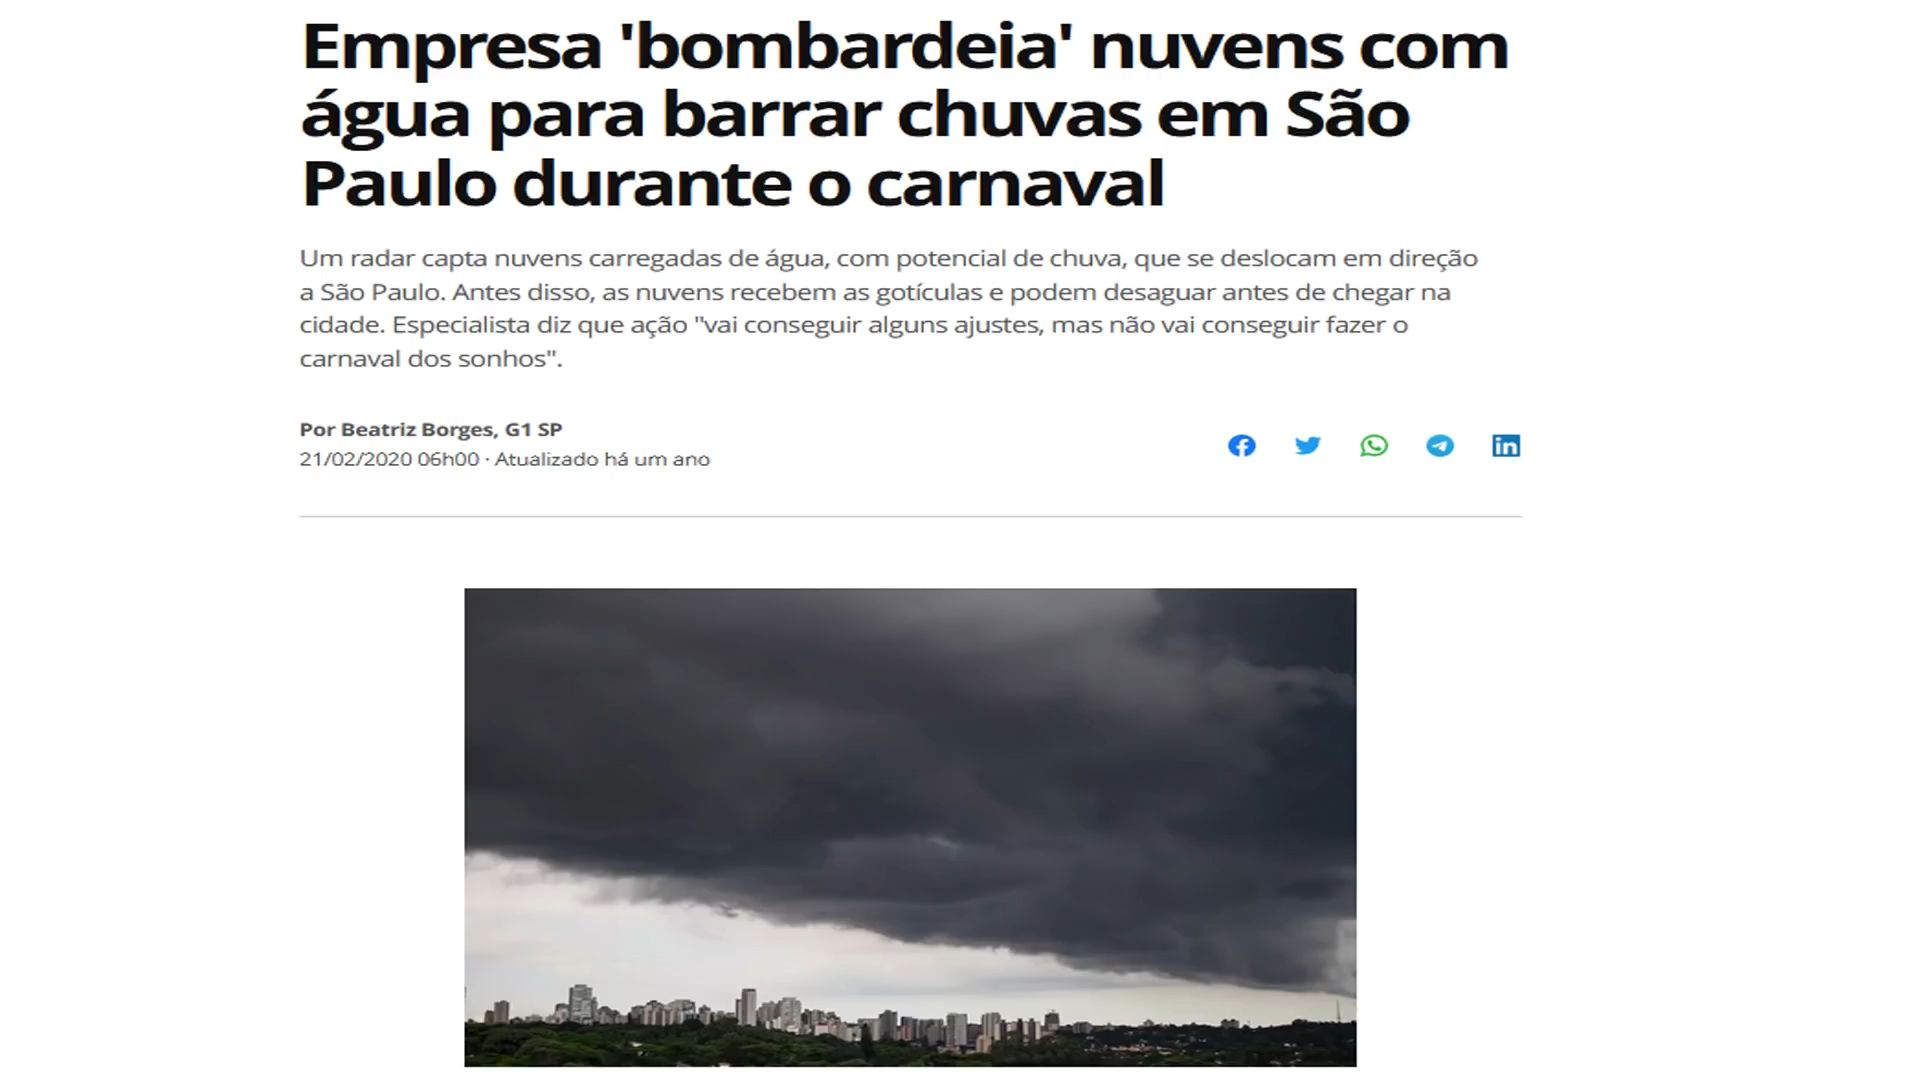 Empresa 'bombardeia' nuvens com
água para barrar chuvas em São
Paulo durante o carnaval
Um radar capta nuvens carregadas de água, com potencial de chuva, que se deslocam em direção
a São Paulo. Antes disso, as nuvens recebem as gotículas e podem desaguar antes de chegar na
cidade. Especialista diz que ação "vai conseguir alguns ajustes, mas não vai conseguir fazer o
carnaval dos sonhos".
Por Beatriz Borges, G1 SP
21/02/2020 06h00 · Atualizado há um ano
in